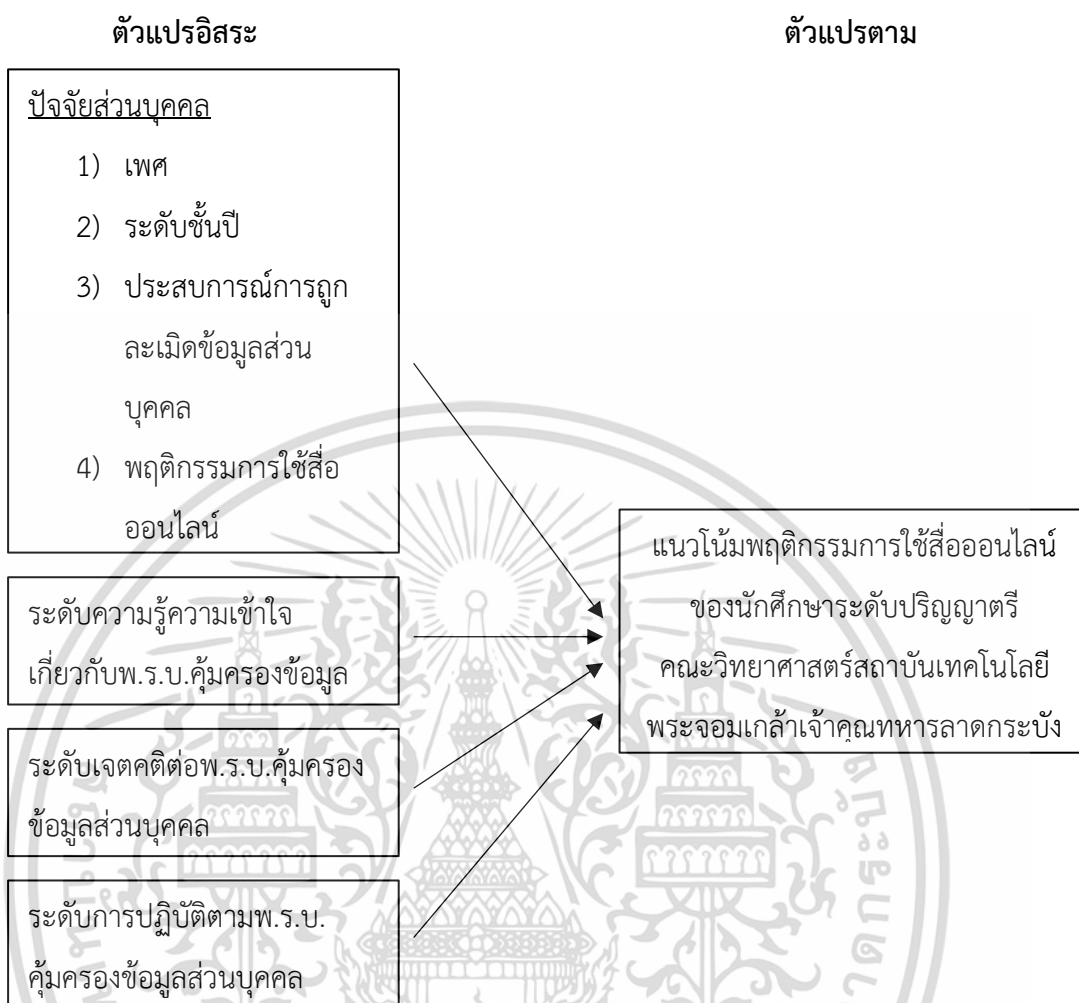 ตัวแปรอิสระ
ตัวแปรตาม
ปัจจัยส่วนบุคคล
1) เพศ
2) ระดับชั้นปี
3) ประสบการณ์การถูก
ละเมิดข้อมูลส่วน
บุคคล
4) พฤติกรรมการใช้สื่อ
ออนไลน์
ระดับความรู้ความเข้าใจ
เกี่ยวกับพ.ร.บ.คุ้มครองข้อมูล
ระดับเจตคติต่อพ.ร.บ.คุ้มครอง
ข้อมูลส่วนบุคคล
ระดับการปฏิบัติตามพ.ร.บ.
คุ้มครองข้อมูลส่วนบุคคล
แนวโน้มพฤติกรรมการใช้สื่อออนไลน์
ของนักศึกษาระดับปริญญาตรี
คณะวิทยาศาสตร์สถาบันเทคโนโลยี
พระจอมเกล้าเจ้าคุณทหารลาดกระบัง